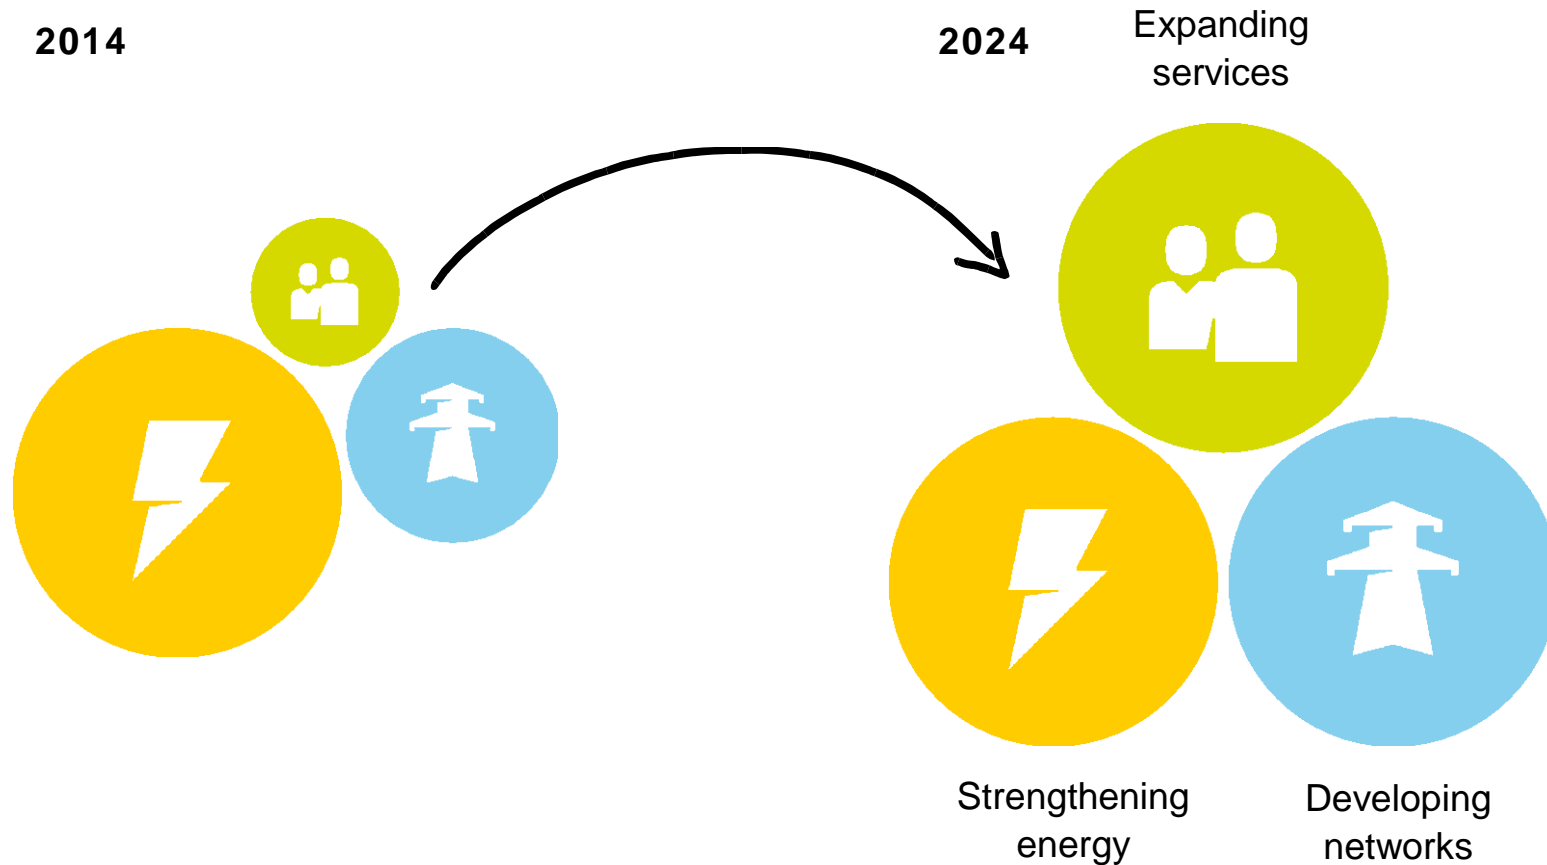 2014
2024
Expanding
services
Strengthening
energy
Developing
networks